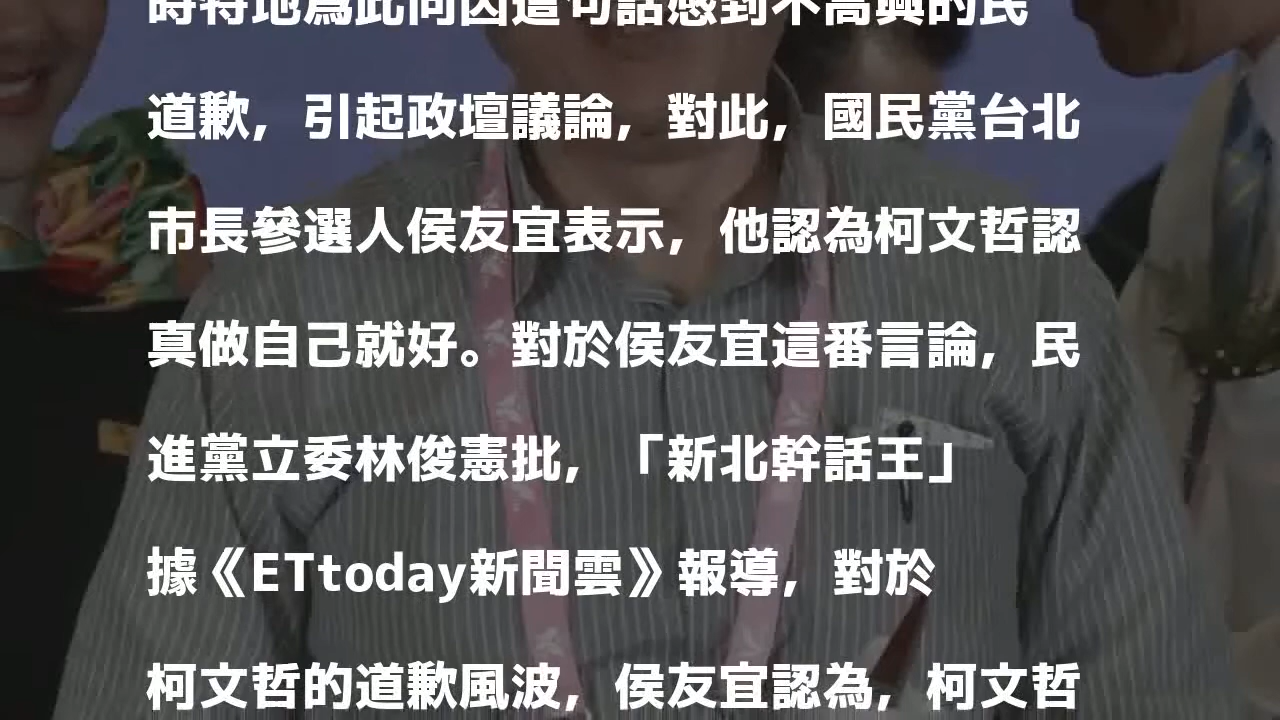 時特地為此向因這句話感到不高興的民
道歉，引起政壇議論，對此，國民黨台北
市長參選人侯友宜表示，他認為柯文哲認
真做自己就好。對於侯友宜這番言論，民
進黨立委林俊憲批，「新北幹話王」
據《ETtoday新聞雲》報導，對於
柯文哲的道歉風波，侯友宜認為，柯文哲